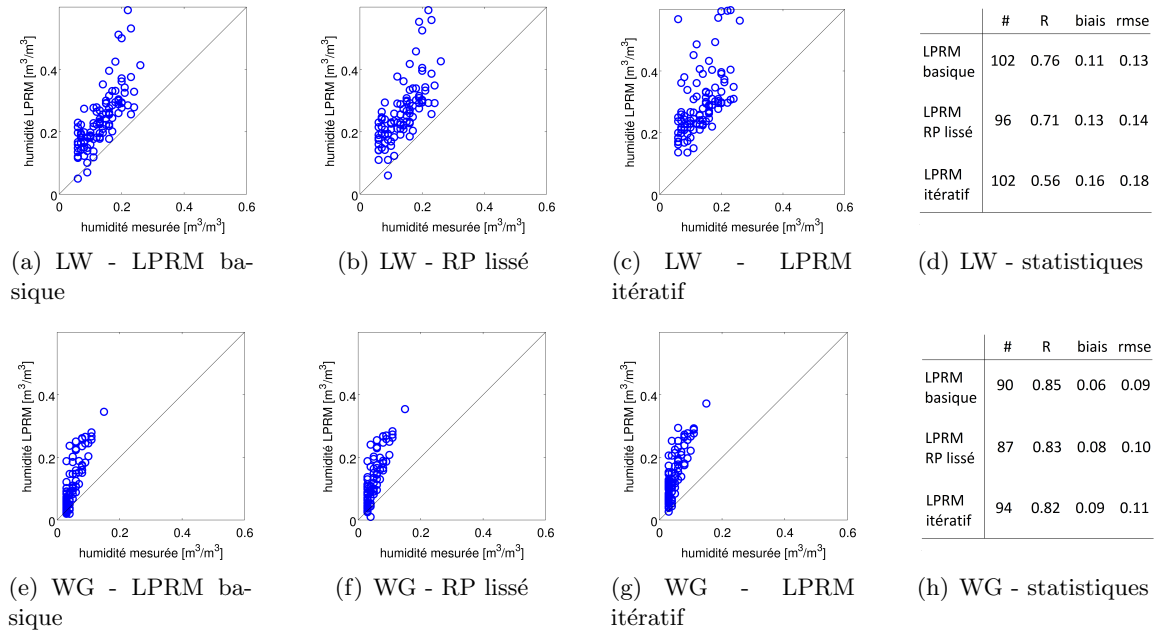 humidité LPRM [m³/m³]
0.4
0.2
0
0
0.2
0.4
0.6
humidité mesurée [m³/m³]
humidité LPRM [m³/m³]
0.4
0.2
0
0
0.2
0.4
0.6
humidité mesurée [m³/m³]
humidité LPRM [m³/m³]
0.4
0.2
0
0
0.2
0.4
0.6
humidité mesurée [m³/m³]
# R biais rmse
LPRM
basique 102 0.76 0.11 0.13
LPRM
RP lissé 96 0.71 0.13 0.14
LPRM
itératif 102 0.56 0.16 0.18
(a) LW - LPRM ba-
sique
(b) LW - RP lissé
(c) LW - LPRM
itératif
(d) LW - statistiques
humidité LPRM [m³/m³]
0.4
0.2
0
0
0.2
0.4
0.6
humidité mesurée [m³/m³]
humidité LPRM [m³/m³]
0.4
0.2
0
0
0.2
0.4
0.6
humidité mesurée [m³/m³]
humidité LPRM [m³/m³]
0.4
0.2
0
0
0.2
0.4
0.6
humidité mesurée [m³/m³]
# R biais rmse
LPRM
basique 90 0.85 0.06 0.09
LPRM
RP lissé 87 0.83 0.08 0.10
LPRM
itératif 94 0.82 0.09 0.11
(e) WG - LPRM ba-
sique
(f) WG - RP lissé
(g) WG - LPRM
itératif
(h) WG - statistiques